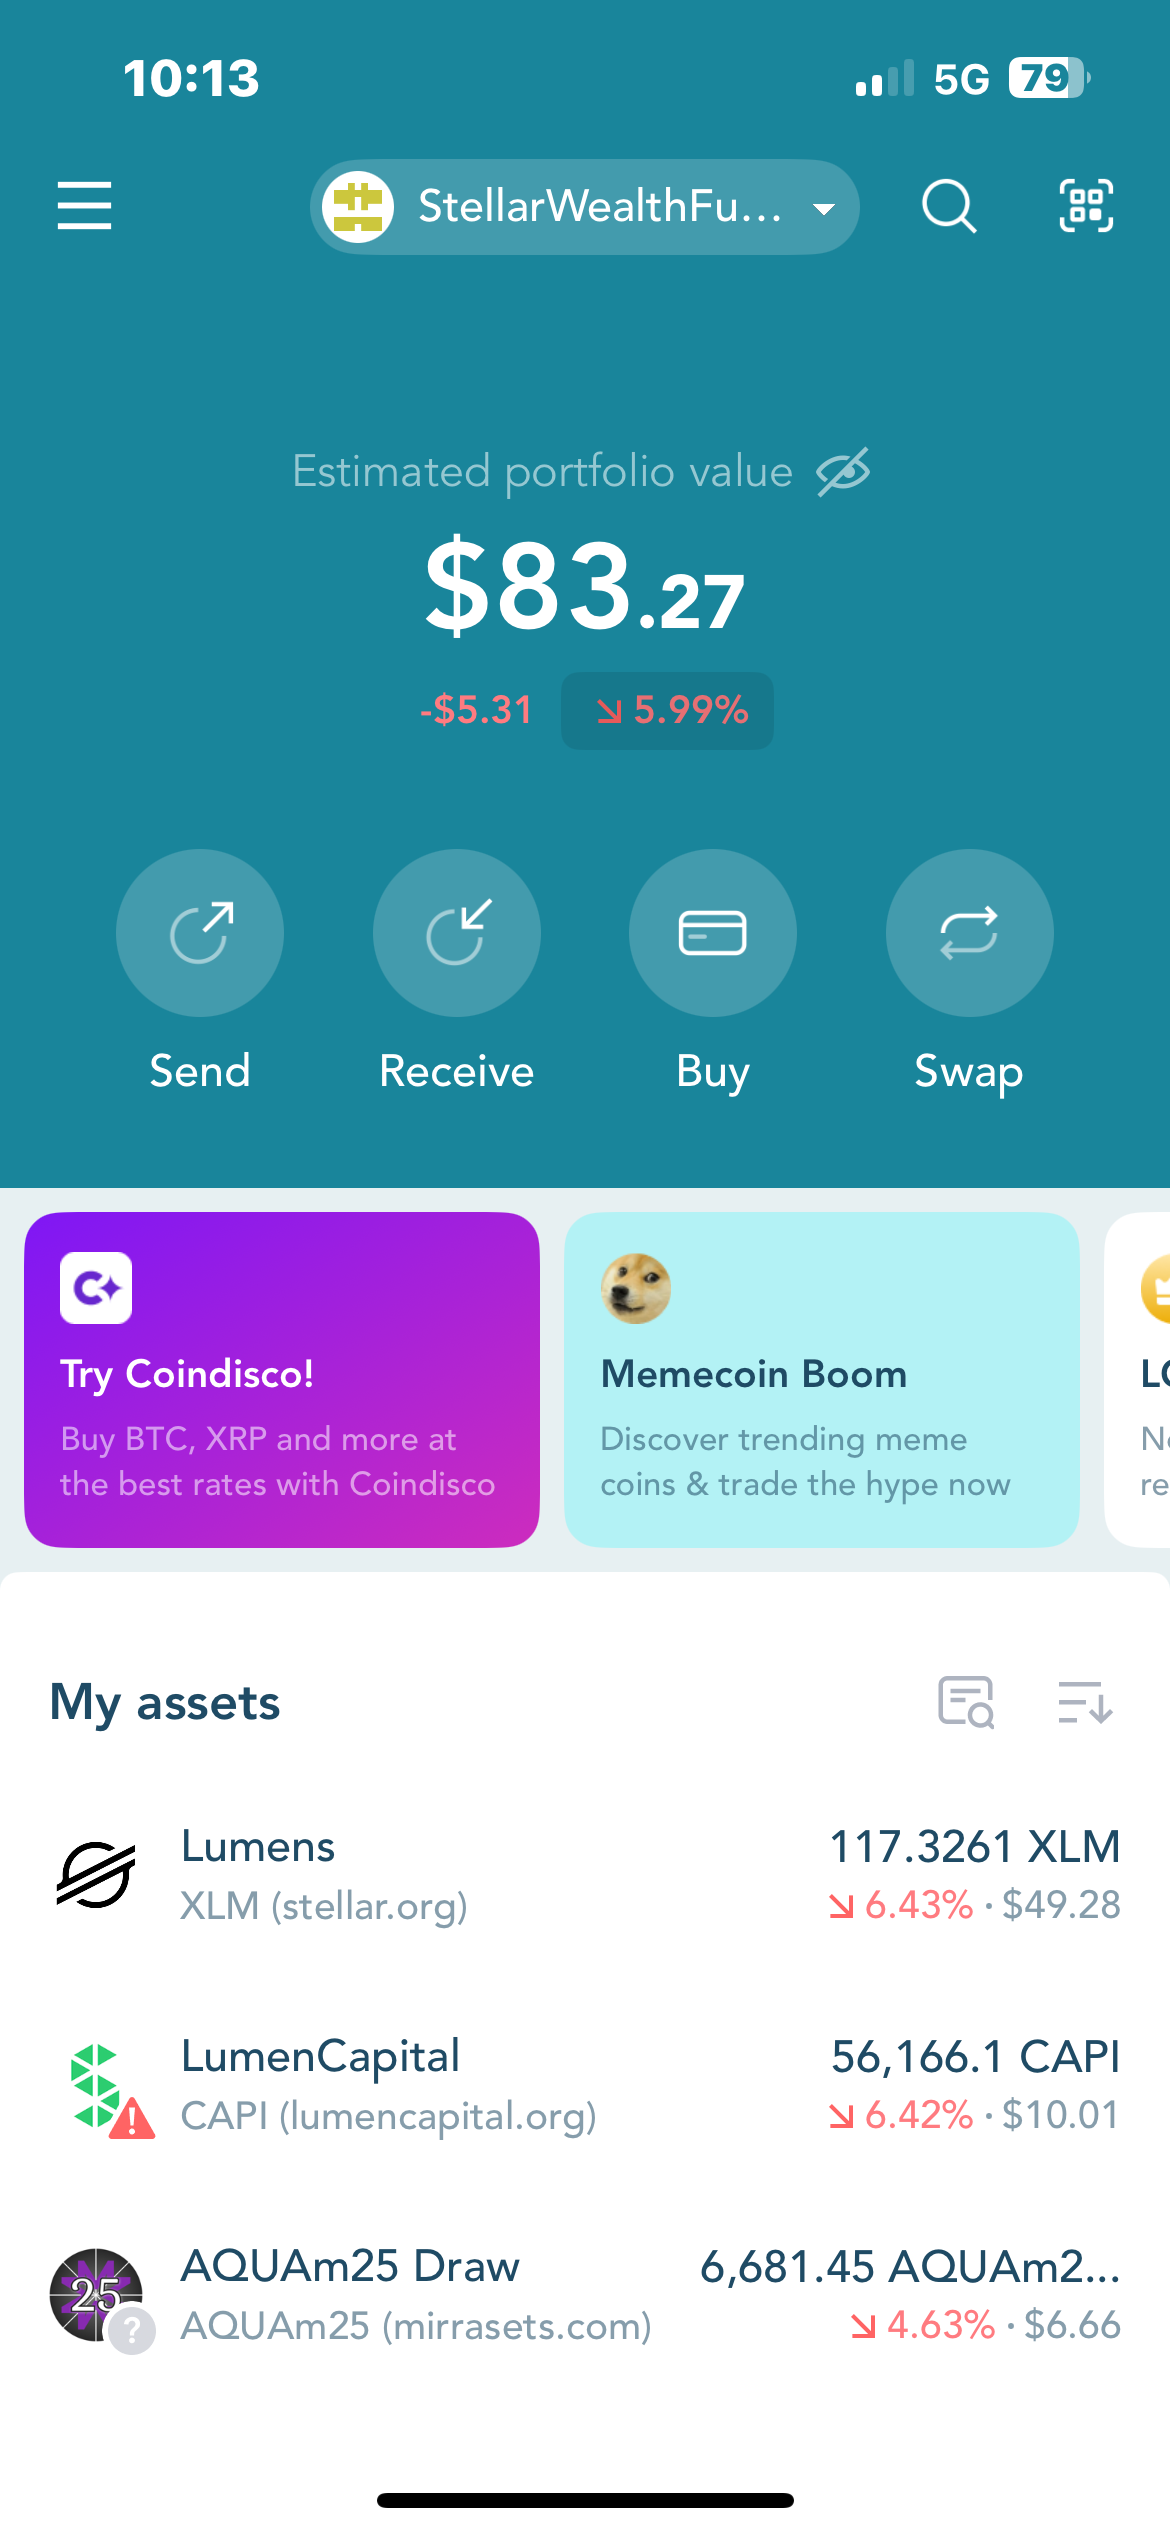 10:13
5G 79
StellarWealthFu...
Estimated portfolio value
$83.27
-$5.31 ↘ 5.99%
Send Receive Buy Swap
Try Coindisco!
Buy BTC, XRP and more at
the best rates with Coindisco
Memecoin Boom
Discover trending meme
coins & trade the hype now
My assets
Lumens 117.3261 XLM
XLM (stellar.org) ↘ 6.43% · $49.28
LumenCapital 56,166.1 CAPI
CAPI (lumencapital.org) ↘ 6.42% · $10.01
25
AQUAm25 Draw 6,681.45 AQUAm2...
AQUAm25 (mirrasets.com) ↘ 4.63% · $6.66